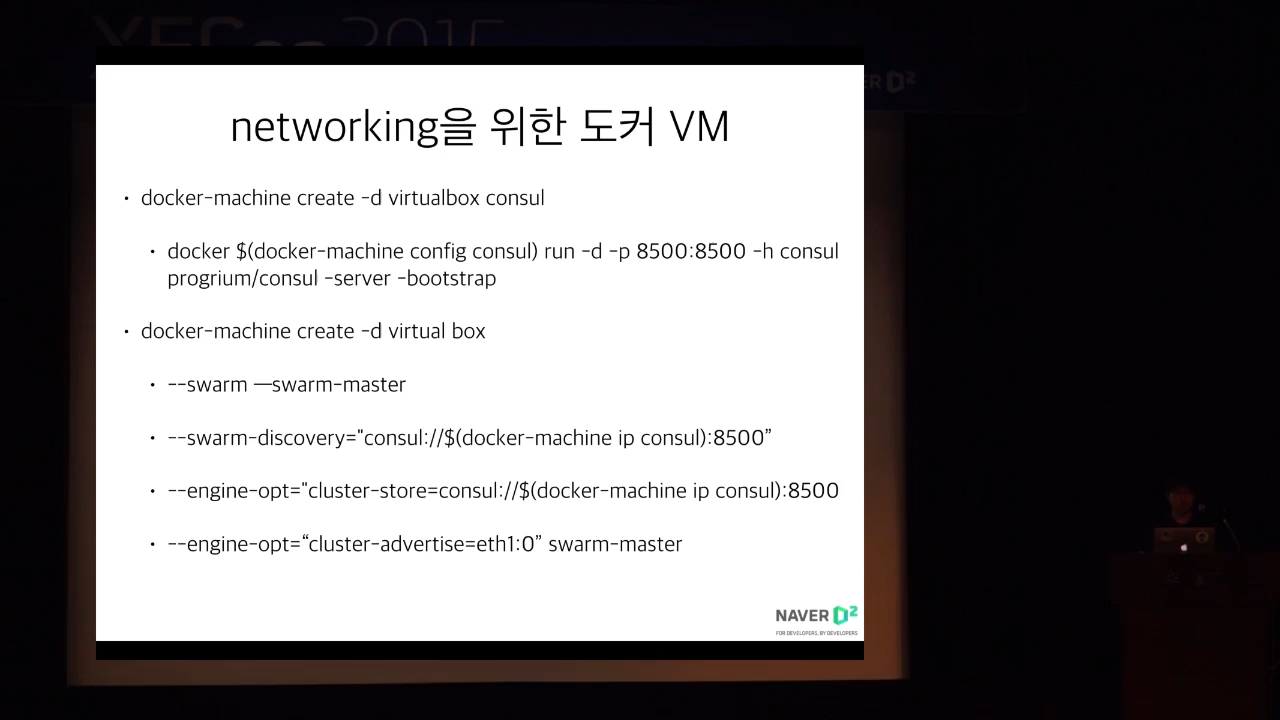 XECon 2015
networking을 위한 도커 VM
• docker-machine create -d virtualbox consul
• docker $(docker-machine config consul) run -d -p 8500:8500 -h consul
progrium/consul -server -bootstrap
• docker-machine create -d virtual box
• --swarm —swarm-master
• --swarm-discovery="consul://$(docker-machine ip consul):8500”
• --engine-opt="cluster-store=consul://$(docker-machine ip consul):8500
• --engine-opt=“cluster-advertise=eth1:0” swarm-master
NAVER D2
FOR DEVELOPERS, BY DEVELOPERS